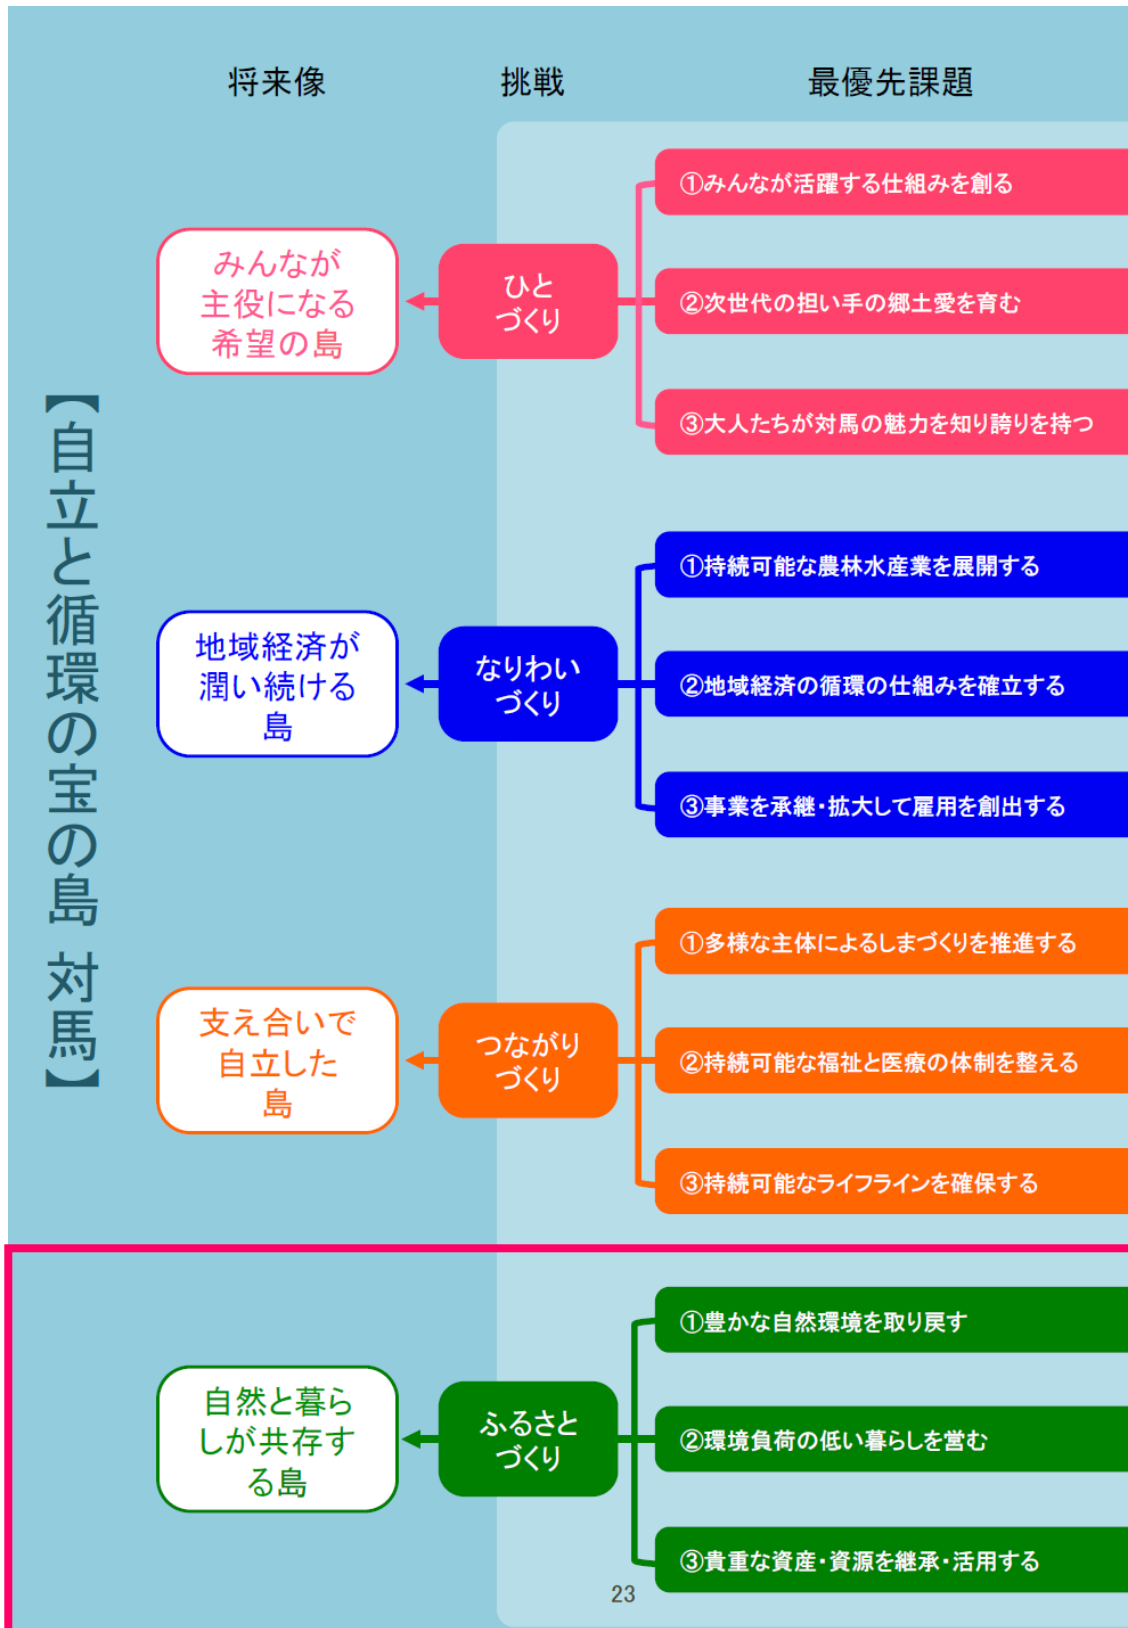 将来像
挑戦
最優先課題
【自立と循環の宝の島 対馬】
みんなが
主役になる
希望の島
ひと
づくり
①みんなが活躍する仕組みを創る
②次世代の担い手の郷土愛を育む
③大人たちが対馬の魅力を知り誇りを持つ
地域経済が
潤い続ける
島
なりわい
づくり
①持続可能な農林水産業を展開する
②地域経済の循環の仕組みを確立する
③事業を承継・拡大して雇用を創出する
支え合いで
自立した
島
つながり
づくり
①多様な主体によるしまづくりを推進する
②持続可能な福祉と医療の体制を整える
③持続可能なライフラインを確保する
自然と暮ら
しが共存す
る島
ふるさと
づくり
①豊かな自然環境を取り戻す
②環境負荷の低い暮らしを営む
③貴重な資産・資源を継承・活用する
23